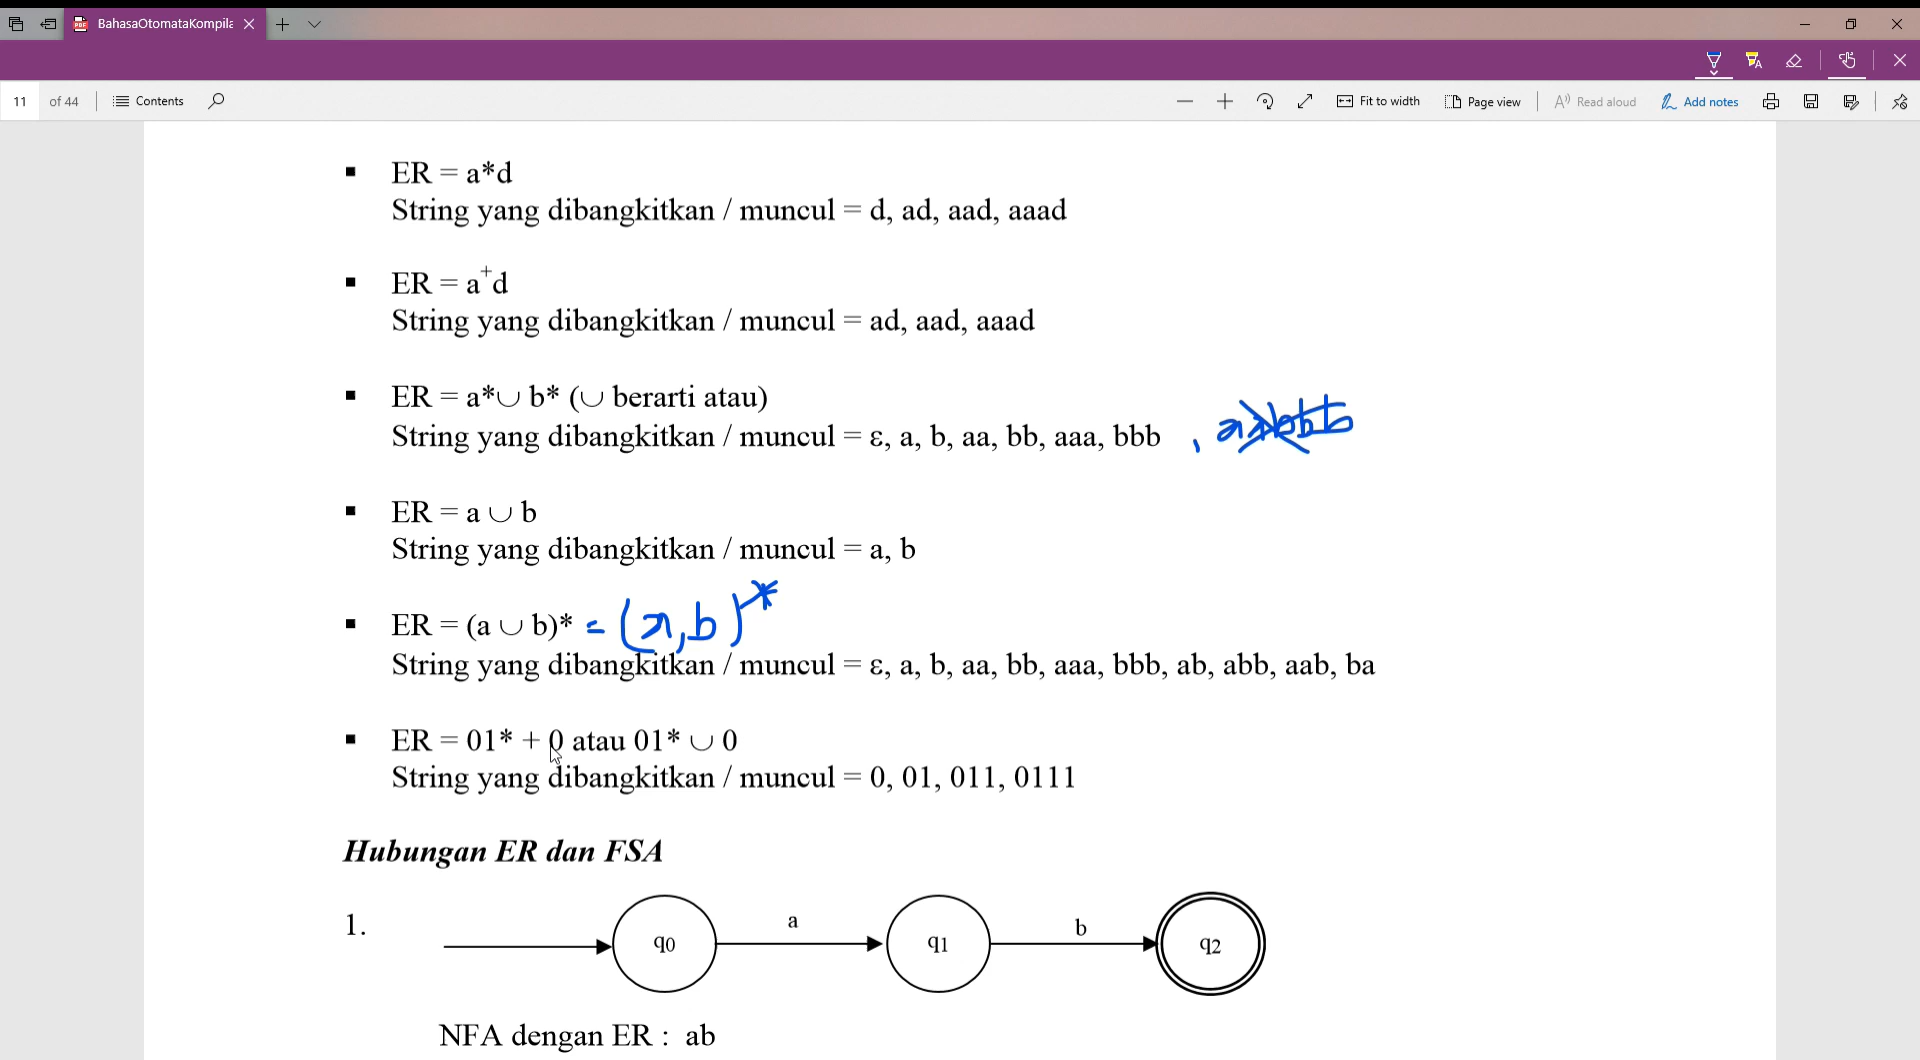 BahasaOtomataKompila
11 of 44 Contents Fit to width Page view Read aloud Add notes
ER = a*d
String yang dibangkitkan / muncul = d, ad, aad, aaad
ER = a⁺d
String yang dibangkitkan / muncul = ad, aad, aaad
ER = a*∪ b* (∪ berarti atau)
String yang dibangkitkan / muncul = ε, a, b, aa, bb, aaa, bbb ,
ER = a ∪ b
String yang dibangkitkan / muncul = a, b
ER = (a ∪ b)* = (a,b)*
String yang dibangkitkan / muncul = ε, a, b, aa, bb, aaa, bbb, ab, abb, aab, ba
ER = 01* + 0 atau 01* ∪ 0
String yang dibangkitkan / muncul = 0, 01, 011, 0111
Hubungan ER dan FSA
1. q0 a q1 b q2
NFA dengan ER : ab